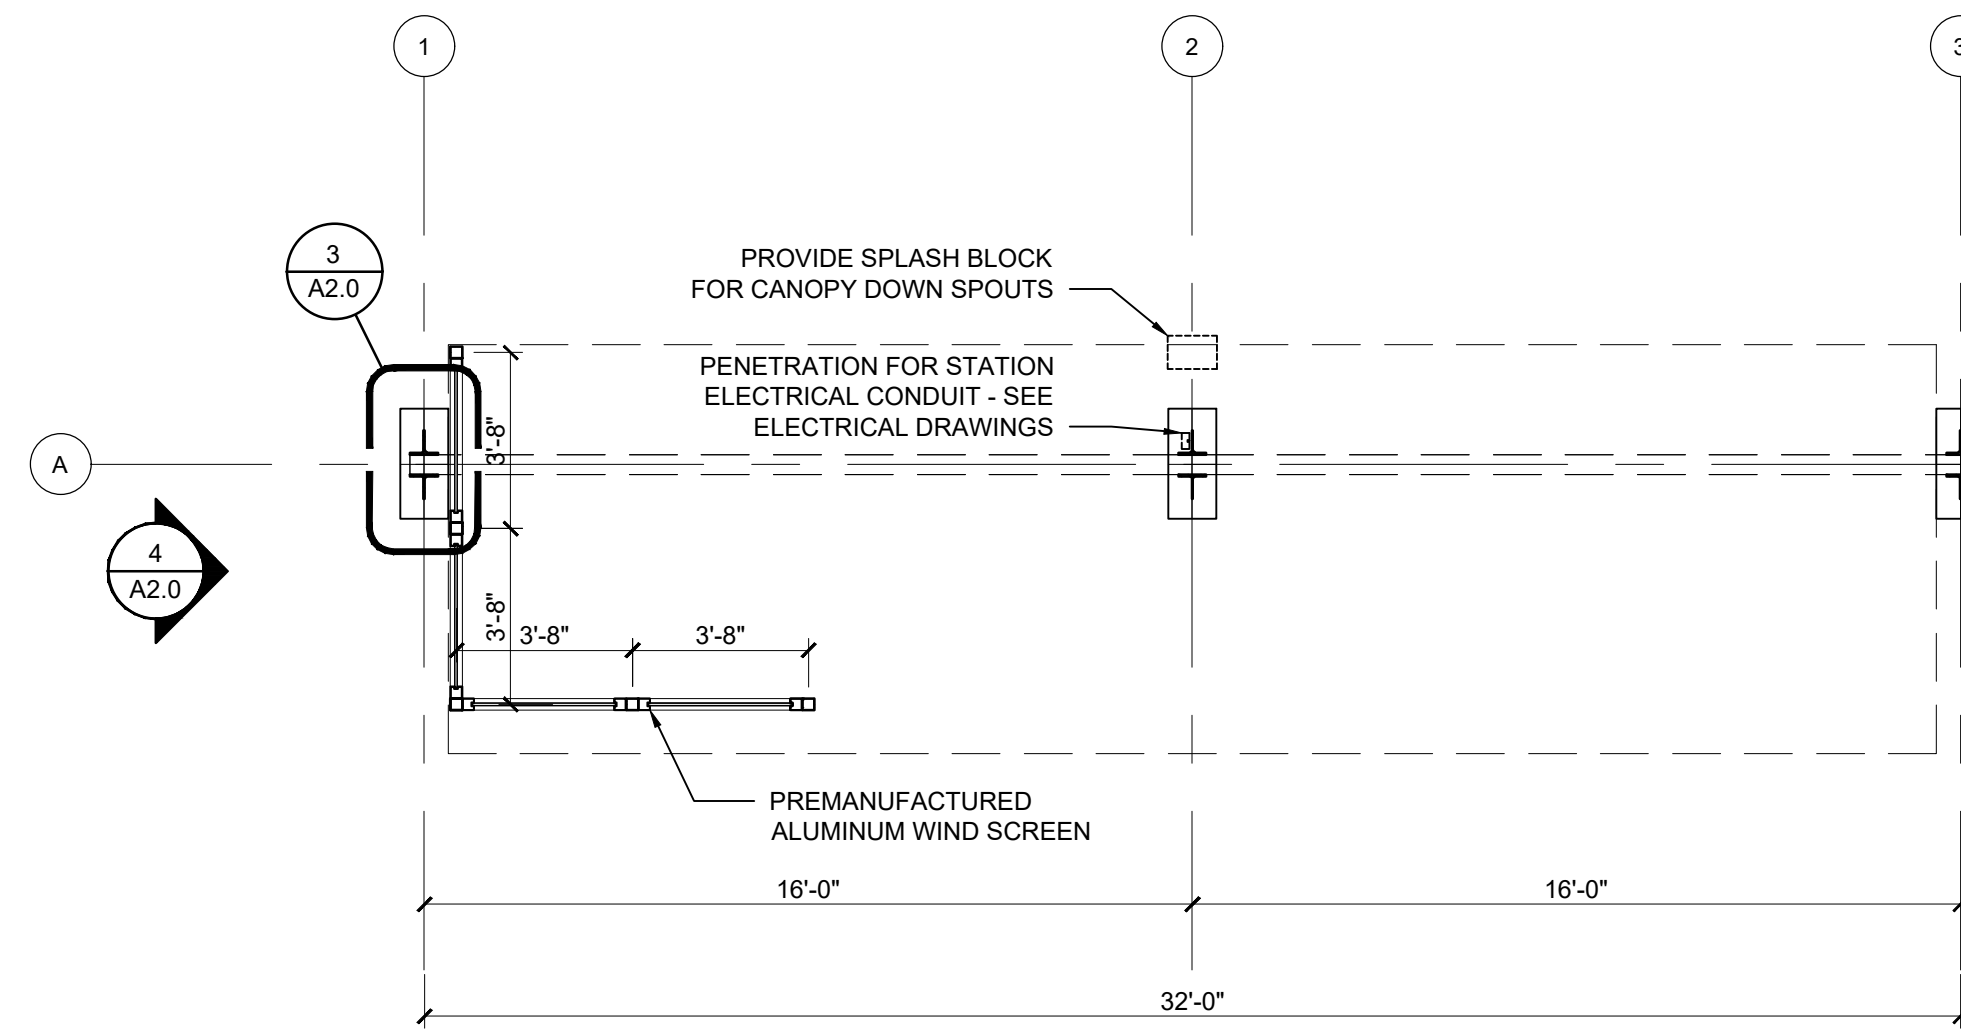 1
2
3
3
A2.0
PROVIDE SPLASH BLOCK
FOR CANOPY DOWN SPOUTS
PENETRATION FOR STATION
ELECTRICAL CONDUIT - SEE
ELECTRICAL DRAWINGS
3'-8"
A
4
A2.0
3'-8"
3'-8"
3'-8"
PREMANUFACTURED
ALUMINUM WIND SCREEN
16'-0"
16'-0"
32'-0"